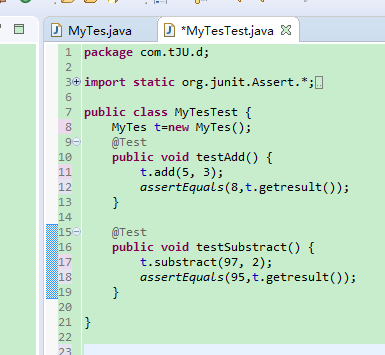 MyTes.java
*MyTesTest.java
1 package com.tJU.d;
2
3 import static org.junit.Assert.*;
6
7 public class MyTesTest {
8 MyTes t=new MyTes();
9 @Test
10 public void testAdd() {
11 t.add(5, 3);
12 assertEquals(8,t.getresult());
13 }
14
15 @Test
16 public void testSubstract() {
17 t.substract(97, 2);
18 assertEquals(95,t.getresult());
19 }
20
21 }
22
23